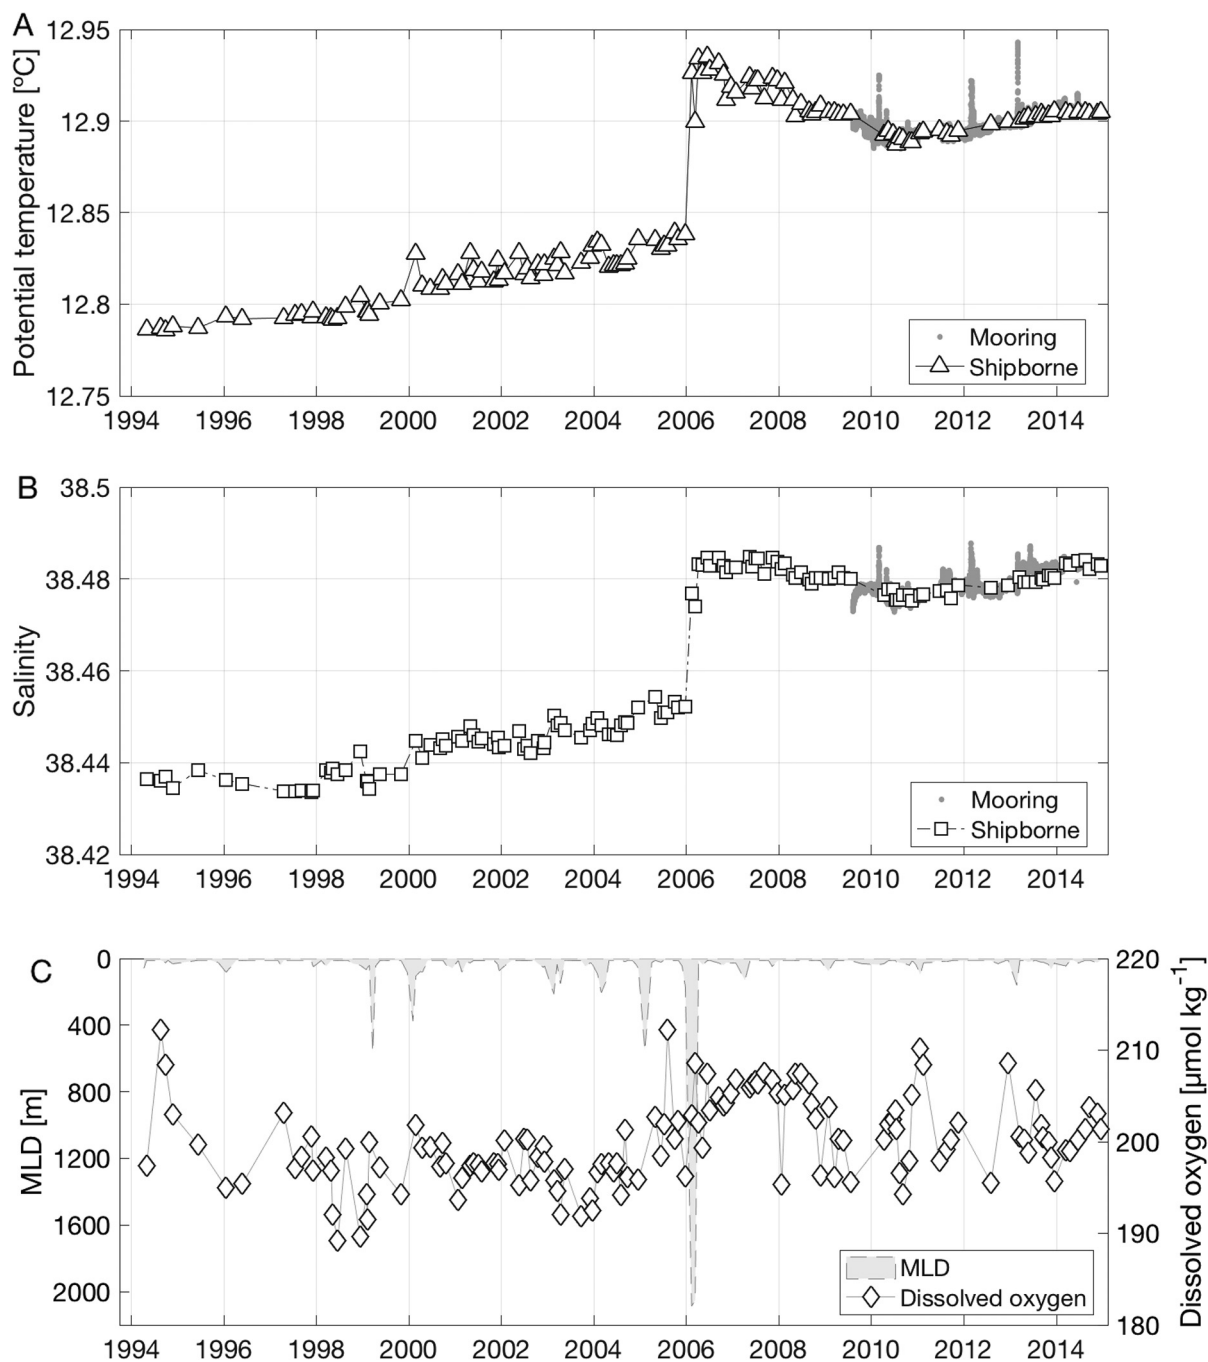 A
12.95
12.9
12.85
12.8
12.75
Potential temperature [ºC]
Mooring
Shipborne
1994 1996 1998 2000 2002 2004 2006 2008 2010 2012 2014
B
38.5
38.48
38.46
38.44
38.42
Salinity
Mooring
Shipborne
1994 1996 1998 2000 2002 2004 2006 2008 2010 2012 2014
C
0
400
800
1200
1600
2000
MLD [m]
220
210
200
190
180
Dissolved oxygen [µmol kg⁻¹]
MLD
Dissolved oxygen
1994 1996 1998 2000 2002 2004 2006 2008 2010 2012 2014